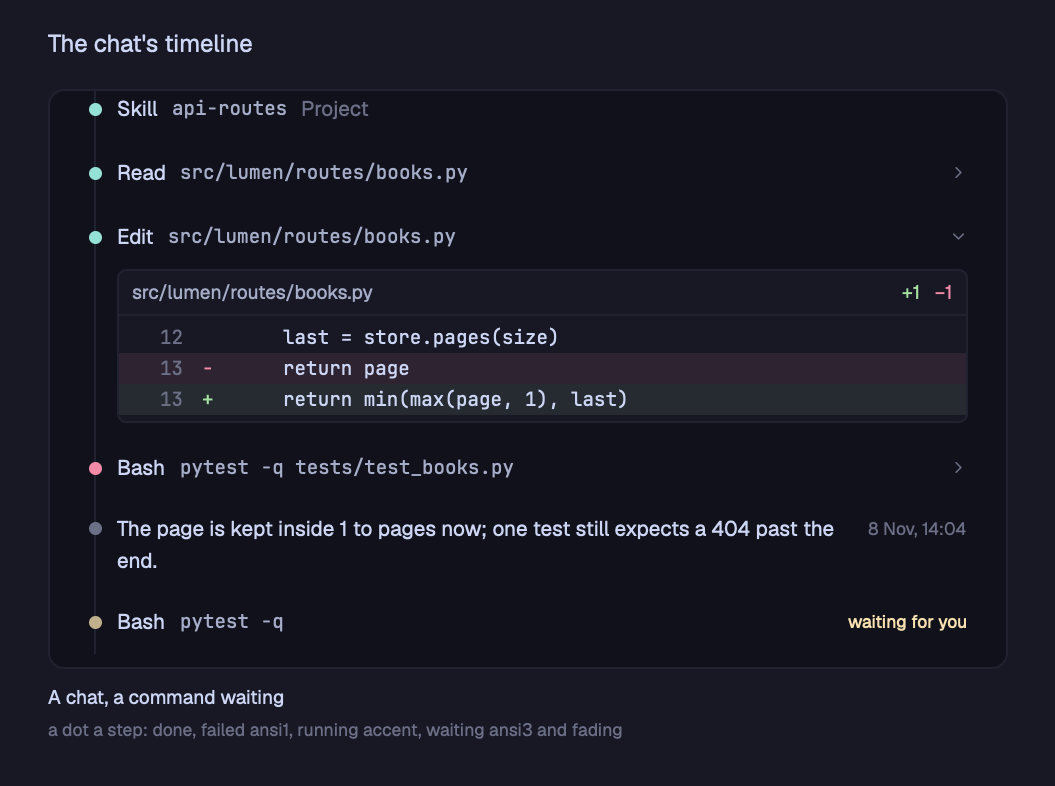 The chat's timeline
Skill api-routes Project
Read src/lumen/routes/books.py
Edit src/lumen/routes/books.py
src/lumen/routes/books.py +1 −1
12 last = store.pages(size)
13 - return page
13 + return min(max(page, 1), last)
Bash pytest -q tests/test_books.py
The page is kept inside 1 to pages now; one test still expects a 404 past the 8 Nov, 14:04
end.
Bash pytest -q waiting for you
A chat, a command waiting
a dot a step: done, failed ansi1, running accent, waiting ansi3 and fading